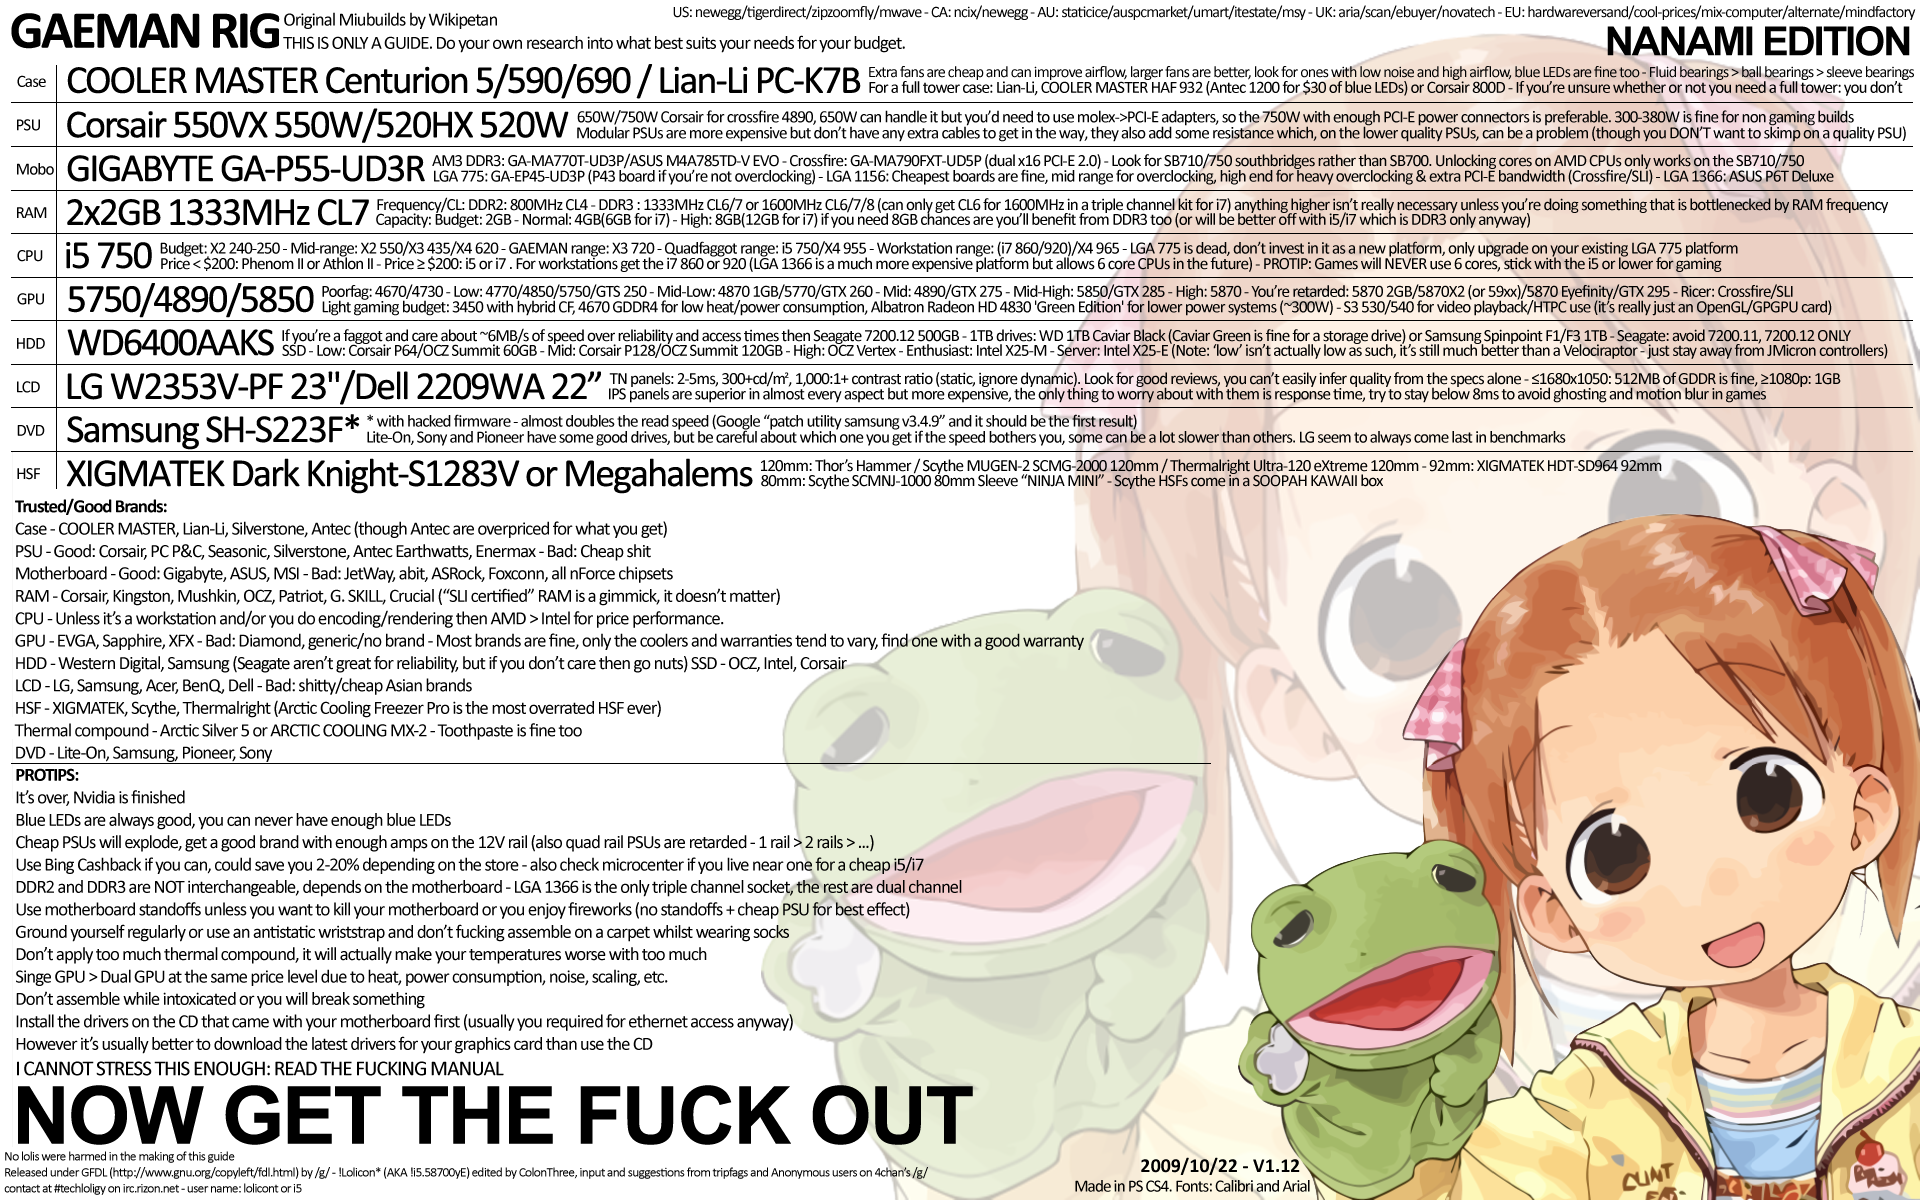 GAEMAN RIG
Original Miubuilds by Wikipetan
THIS IS ONLY A GUIDE. Do your own research into what best suits your needs for your budget.
US: newegg/tigerdirect/zipzoomfly/mwave - CA: ncix/newegg - AU: staticice/auspcmarket/umart/itestate/msy - UK: aria/scan/ebuyer/novatech - EU: hardwareversand/cool-prices/mix-computer/alternate/mindfactory
NANAMI EDITION
Case
COOLER MASTER Centurion 5/590/690 / Lian-Li PC-K7B
Extra fans are cheap and can improve airflow, larger fans are better, look for ones with low noise and high airflow, blue LEDs are fine too - Fluid bearings > ball bearings > sleeve bearings
For a full tower case: Lian-Li, COOLER MASTER HAF 932 (Antec 1200 for $30 of blue LEDs) or Corsair 800D - If you're unsure whether or not you need a full tower: you don't
PSU
Corsair 550VX 550W/520HX 520W
650W/750W Corsair for crossfire 4890, 650W can handle it but you'd need to use molex->PCI-E adapters, so the 750W with enough PCI-E power connectors is preferable. 300-380W is fine for non gaming builds
Modular PSUs are more expensive but don't have any extra cables to get in the way, they also add some resistance which, on the lower quality PSUs, can be a problem (though you DON'T want to skimp on a quality PSU)
Mobo
GIGABYTE GA-P55-UD3R
AM3 DDR3: GA-MA770T-UD3P/ASUS M4A785TD-V EVO - Crossfire: GA-MA790FXT-UD5P (dual x16 PCI-E 2.0) - Look for SB710/750 southbridges rather than SB700. Unlocking cores on AMD CPUs only works on the SB710/750
LGA 775: GA-EP45-UD3P (P43 board if you're not overclocking) - LGA 1156: Cheapest boards are fine, mid range for overclocking, high end for heavy overclocking & extra PCI-E bandwidth (Crossfire/SLI) - LGA 1366: ASUS P6T Deluxe
RAM
2x2GB 1333MHz CL7
Frequency/CL: DDR2: 800MHz CL4 - DDR3 : 1333MHz CL6/7 or 1600MHz CL6/7/8 (can only get CL6 for 1600MHz in a triple channel kit for i7) anything higher isn't really necessary unless you're doing something that is bottlenecked by RAM frequency
Capacity: Budget: 2GB - Normal: 4GB(6GB for i7) - High: 8GB(12GB for i7) if you need 8GB chances are you'll benefit from DDR3 too (or will be better off with i5/i7 which is DDR3 only anyway)
CPU
i5 750
Budget: X2 240-250 - Mid-range: X2 550/X3 435/X4 620 - GAEMAN range: X3 720 - Quadfaggot range: i5 750/X4 955 - Workstation range: (i7 860/920)/X4 965 - LGA 775 is dead, don't invest in it as a new platform, only upgrade on your existing LGA 775 platform
Price < $200: Phenom II or Athlon II - Price ≥ $200: i5 or i7 . For workstations get the i7 860 or 920 (LGA 1366 is a much more expensive platform but allows 6 core CPUs in the future) - PROTIP: Games will NEVER use 6 cores, stick with the i5 or lower for gaming
GPU
5750/4890/5850
Poorfag: 4670/4730 - Low: 4770/4850/5750/GTS 250 - Mid-Low: 4870 1GB/5770/GTX 260 - Mid: 4890/GTX 275 - Mid-High: 5850/GTX 285 - High: 5870 - You're retarded: 5870 2GB/5870X2 (or 59xx)/5870 Eyefinity/GTX 295 - Ricer: Crossfire/SLI
Light gaming budget: 3450 with hybrid CF, 4670 GDDR4 for low heat/power consumption, Albatron Radeon HD 4830 'Green Edition' for lower power systems (~300W) - S3 530/540 for video playback/HTPC use (it's really just an OpenGL/GPGPU card)
HDD
WD6400AAKS
If you're a faggot and care about ~6MB/s of speed over reliability and access times then Seagate 7200.12 500GB - 1TB drives: WD 1TB Caviar Black (Caviar Green is fine for a storage drive) or Samsung Spinpoint F1/F3 1TB - Seagate: avoid 7200.11, 7200.12 ONLY
SSD - Low: Corsair P64/OCZ Summit 60GB - Mid: Corsair P128/OCZ Summit 120GB - High: OCZ Vertex - Enthusiast: Intel X25-M - Server: Intel X25-E (Note: 'low' isn't actually low as such, it's still much better than a Velociraptor - just stay away from JMicron controllers)
LCD
LG W2353V-PF 23"/Dell 2209WA 22”
TN panels: 2-5ms, 300+cd/m², 1,000:1+ contrast ratio (static, ignore dynamic). Look for good reviews, you can't easily infer quality from the specs alone - ≤1680x1050: 512MB of GDDR is fine, ≥1080p: 1GB
IPS panels are superior in almost every aspect but more expensive, the only thing to worry about with them is response time, try to stay below 8ms to avoid ghosting and motion blur in games
DVD
Samsung SH-S223F*
* with hacked firmware - almost doubles the read speed (Google “patch utility samsung v3.4.9” and it should be the first result)
Lite-On, Sony and Pioneer have some good drives, but be careful about which one you get if the speed bothers you, some can be a lot slower than others. LG seem to always come last in benchmarks
HSF
XIGMATEK Dark Knight-S1283V or Megahalems
120mm: Thor's Hammer / Scythe MUGEN-2 SCMG-2000 120mm / Thermalright Ultra-120 eXtreme 120mm - 92mm: XIGMATEK HDT-SD964 92mm
80mm: Scythe SCMNJ-1000 80mm Sleeve “NINJA MINI” - Scythe HSFs come in a SOOPAH KAWAII box
Trusted/Good Brands:
Case - COOLER MASTER, Lian-Li, Silverstone, Antec (though Antec are overpriced for what you get)
PSU - Good: Corsair, PC P&C, Seasonic, Silverstone, Antec Earthwatts, Enermax - Bad: Cheap shit
Motherboard - Good: Gigabyte, ASUS, MSI - Bad: JetWay, abit, ASRock, Foxconn, all nForce chipsets
RAM - Corsair, Kingston, Mushkin, OCZ, Patriot, G. SKILL, Crucial (“SLI certified” RAM is a gimmick, it doesn't matter)
CPU - Unless it's a workstation and/or you do encoding/rendering then AMD > Intel for price performance.
GPU - EVGA, Sapphire, XFX - Bad: Diamond, generic/no brand - Most brands are fine, only the coolers and warranties tend to vary, find one with a good warranty
HDD - Western Digital, Samsung (Seagate aren't great for reliability, but if you don't care then go nuts) SSD - OCZ, Intel, Corsair
LCD - LG, Samsung, Acer, BenQ, Dell - Bad: shitty/cheap Asian brands
HSF - XIGMATEK, Scythe, Thermalright (Arctic Cooling Freezer Pro is the most overrated HSF ever)
Thermal compound - Arctic Silver 5 or ARCTIC COOLING MX-2 - Toothpaste is fine too
DVD - Lite-On, Samsung, Pioneer, Sony
PROTIPS:
It's over, Nvidia is finished
Blue LEDs are always good, you can never have enough blue LEDs
Cheap PSUs will explode, get a good brand with enough amps on the 12V rail (also quad rail PSUs are retarded - 1 rail > 2 rails > ...)
Use Bing Cashback if you can, could save you 2-20% depending on the store - also check microcenter if you live near one for a cheap i5/i7
DDR2 and DDR3 are NOT interchangeable, depends on the motherboard - LGA 1366 is the only triple channel socket, the rest are dual channel
Use motherboard standoffs unless you want to kill your motherboard or you enjoy fireworks (no standoffs + cheap PSU for best effect)
Ground yourself regularly or use an antistatic wriststrap and don't fucking assemble on a carpet whilst wearing socks
Don't apply too much thermal compound, it will actually make your temperatures worse with too much
Singe GPU > Dual GPU at the same price level due to heat, power consumption, noise, scaling, etc.
Don't assemble while intoxicated or you will break something
Install the drivers on the CD that came with your motherboard first (usually you required for ethernet access anyway)
However it's usually better to download the latest drivers for your graphics card than use the CD
I CANNOT STRESS THIS ENOUGH: READ THE FUCKING MANUAL
NOW GET THE FUCK OUT
No lolis were harmed in the making of this guide
Released under GFDL (http://www.gnu.org/copyleft/fdl.html) by /g/ - !Lolicon* (AKA !i5.58700yE) edited by ColonThree, input and suggestions from tripfags and Anonymous users on 4chan's /g/
contact at #techloligy on irc.rizon.net - user name: lolicont or i5
2009/10/22 - V1.12
Made in PS CS4. Fonts: Calibri and Arial